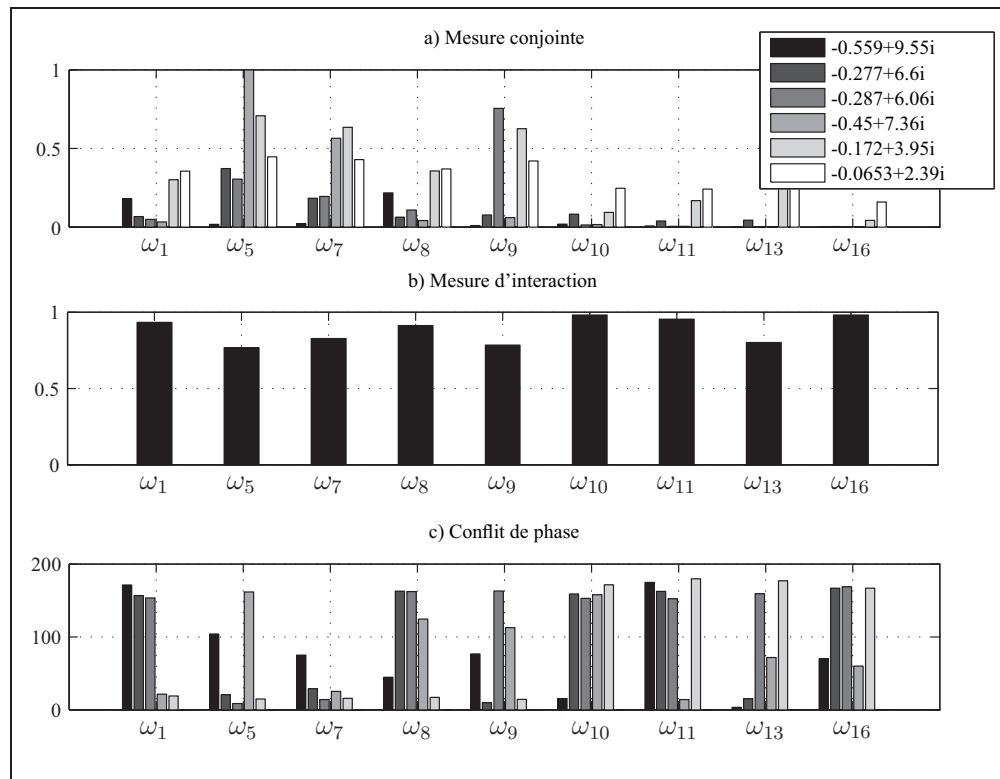 a) Mesure conjointe
-0.559+9.55i
-0.277+6.6i
-0.287+6.06i
-0.45+7.36i
-0.172+3.95i
-0.0653+2.39i
1
0.5
0
ω1 ω5 ω7 ω8 ω9 ω10 ω11 ω13 ω16
b) Mesure d’interaction
1
0.5
0
ω1 ω5 ω7 ω8 ω9 ω10 ω11 ω13 ω16
c) Conflit de phase
200
100
0
ω1 ω5 ω7 ω8 ω9 ω10 ω11 ω13 ω16